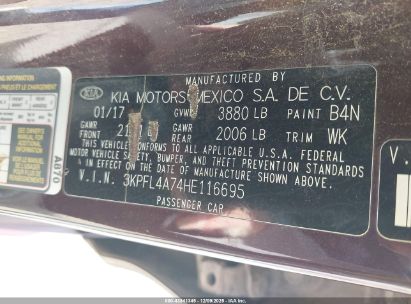 MANUFACTURED BY
KIA KIA MOTORS MEXICO S.A. DE C.V.
01/17 GVWR 3880 LB PAINT B4N
GAWR FRONT GAWR REAR 2006 LB TRIM WK
THIS VEHICLE CONFORMS TO ALL APPLICABLE U.S.A. FEDERAL
MOTOR VEHICLE SAFETY, BUMPER, AND THEFT PREVENTION STANDARDS
IN EFFECT ON THE DATE OF MANUFACTURE SHOWN ABOVE.
V.I.N. 3KPFL4A74HE116695
PASSENGER CAR
A070